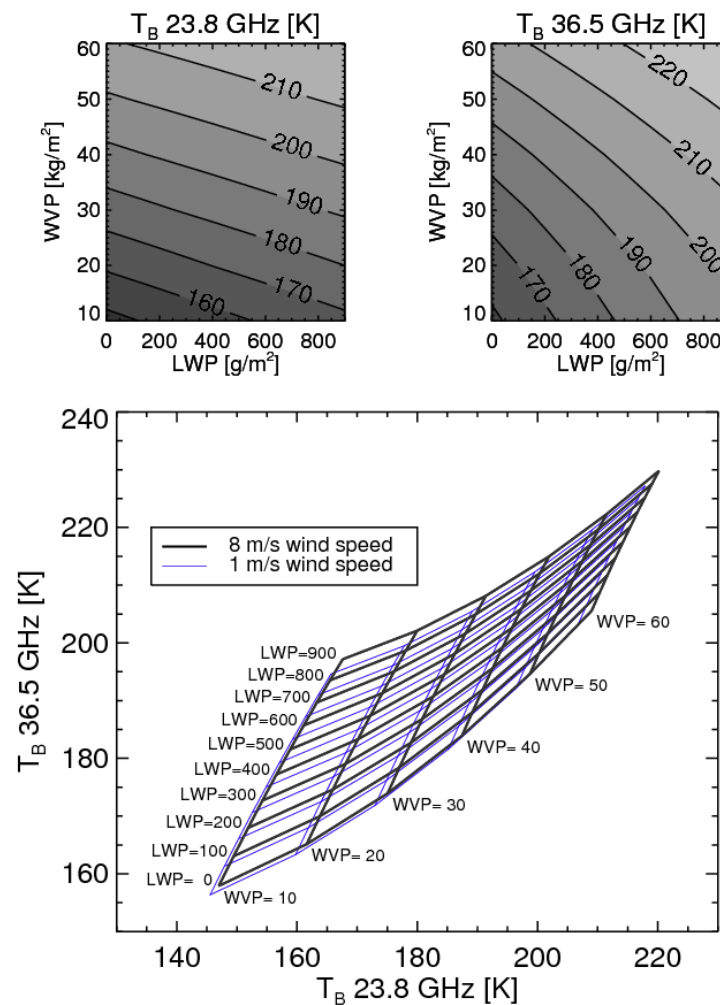 T_B 23.8 GHz [K]
60
50
40
30
20
10
WVP [kg/m²]
210
200
190
180
170
160
0 200 400 600 800
LWP [g/m²]
T_B 36.5 GHz [K]
60
50
40
30
20
10
WVP [kg/m²]
220
210
200
190
180
170
0 200 400 600 800
LWP [g/m²]
240
220
200
180
160
T_B 36.5 GHz [K]
8 m/s wind speed
1 m/s wind speed
LWP=900
LWP=800
LWP=700
LWP=600
LWP=500
LWP=400
LWP=300
LWP=200
LWP=100
LWP= 0
WVP= 60
WVP= 50
WVP= 40
WVP= 30
WVP= 20
WVP= 10
140 160 180 200 220
T_B 23.8 GHz [K]